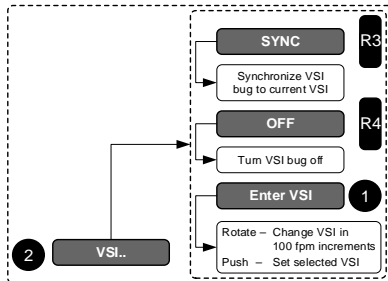 SYNC
R3
Synchronize VSI
bug to current VSI
OFF
R4
Turn VSI bug off
Enter VSI
1
Rotate – Change VSI in
100 fpm increments
Push – Set selected VSI
2
VSI..